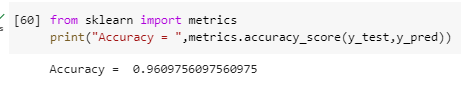 [60] from sklearn import metrics
print("Accuracy = ",metrics.accuracy_score(y_test,y_pred))
s
Accuracy =  0.9609756097560975